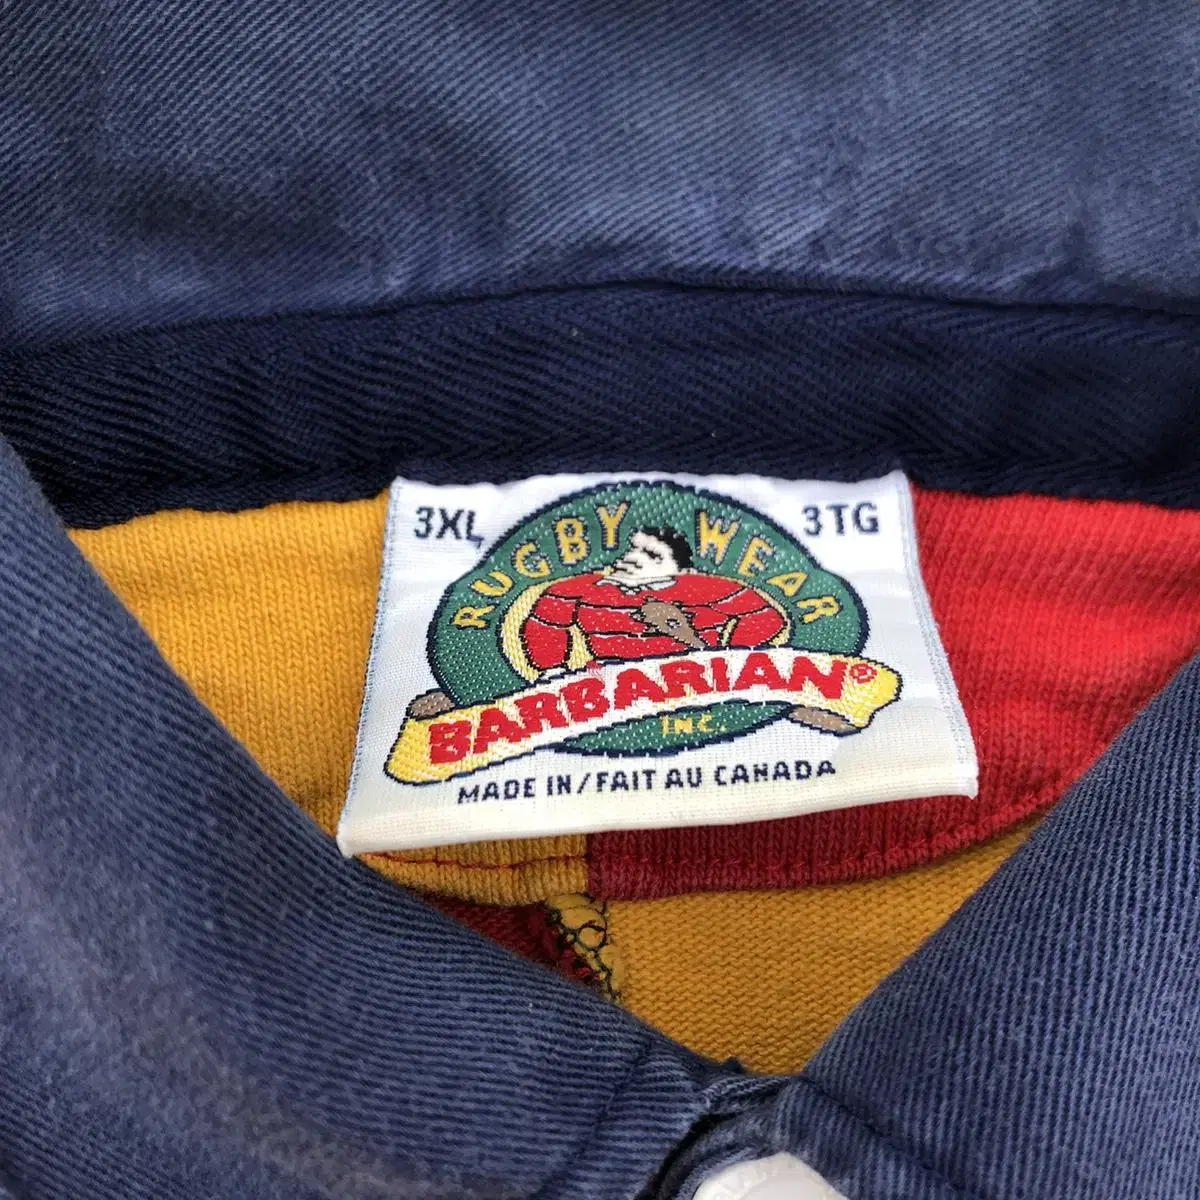 3XL
3TG
RUGBY WEAR
BARBARIAN®
INC.
MADE IN/FAIT AU CANADA